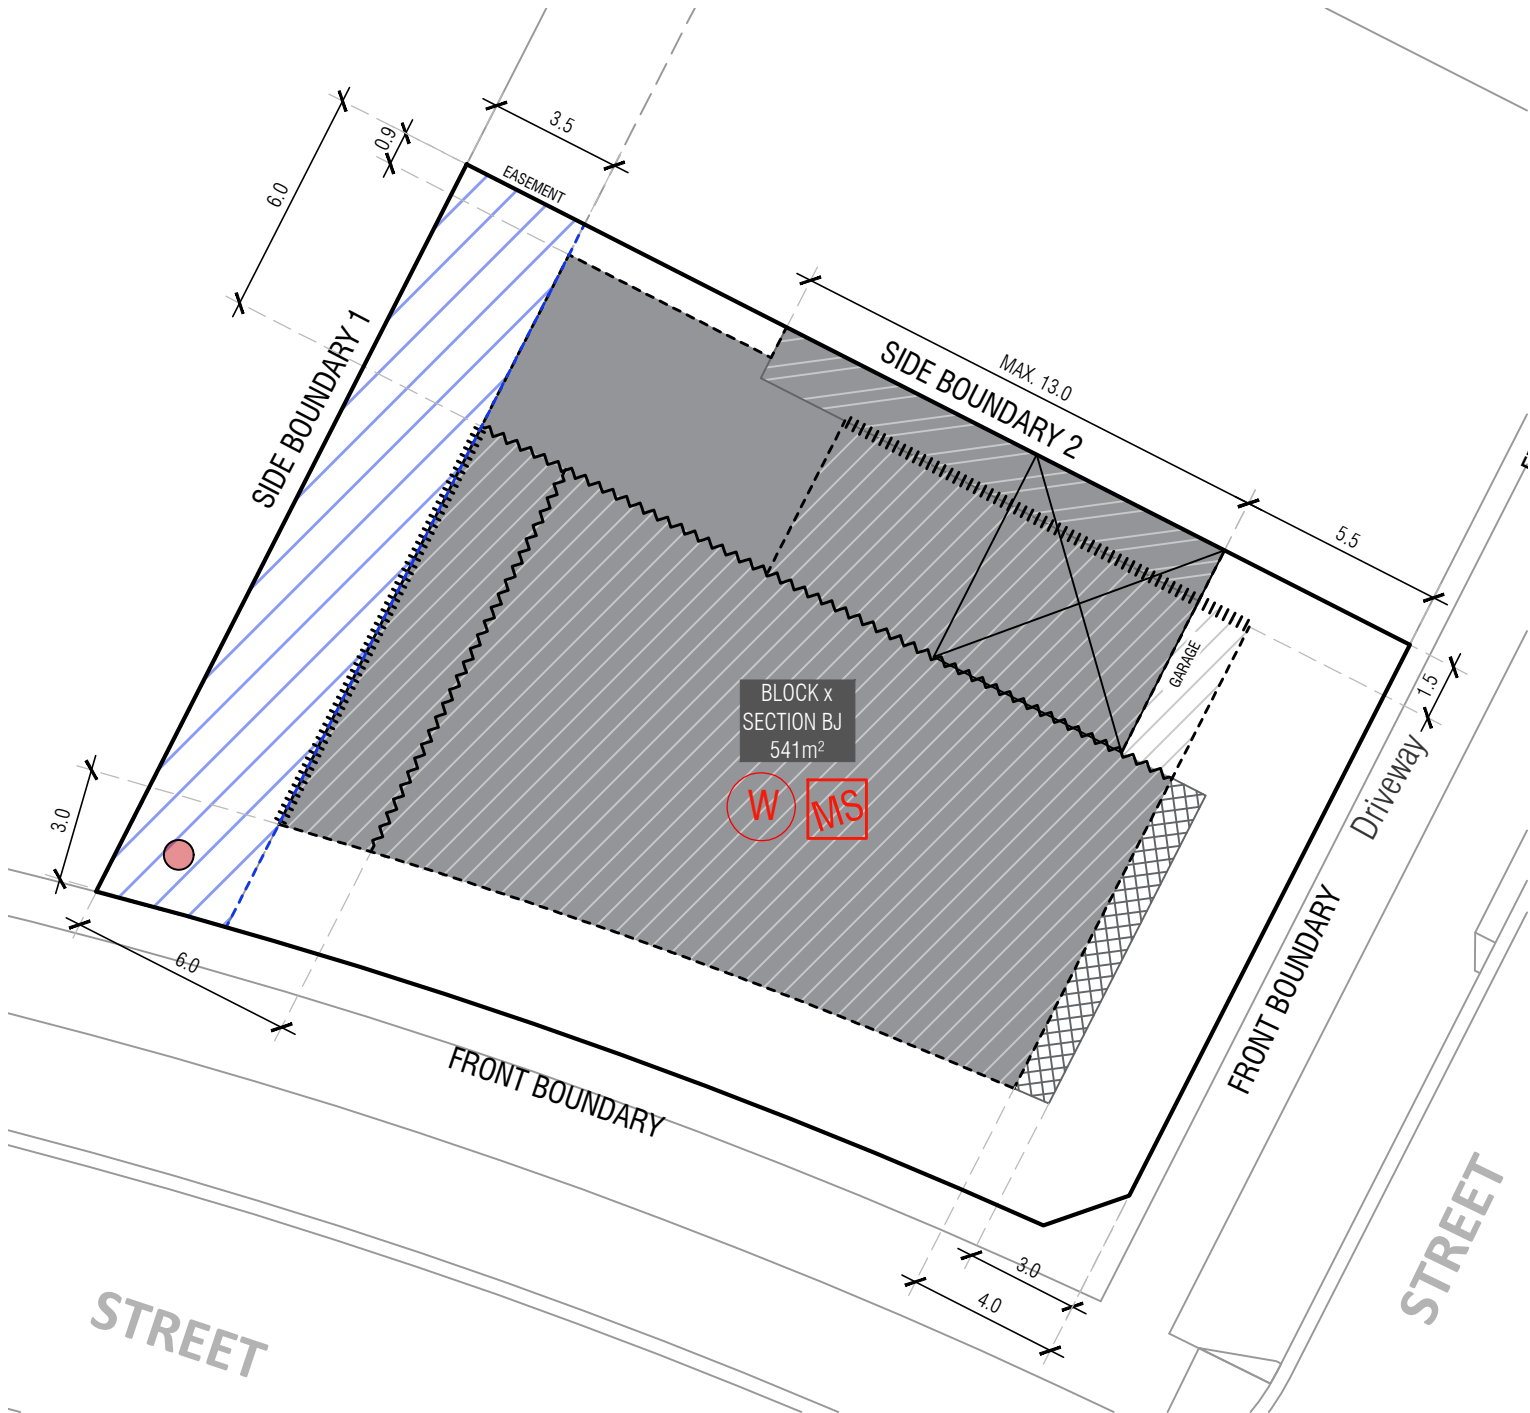 3.5
0.9
6.0
EASEMENT
SIDE BOUNDARY 1
SIDE BOUNDARY 2
MAX. 13.0
5.5
1.5
GARAGE
BLOCK x
SECTION BJ
541m²
W
MS
Driveway
3.0
6.0
FRONT BOUNDARY
FRONT BOUNDARY
3.0
4.0
STREET
STREET